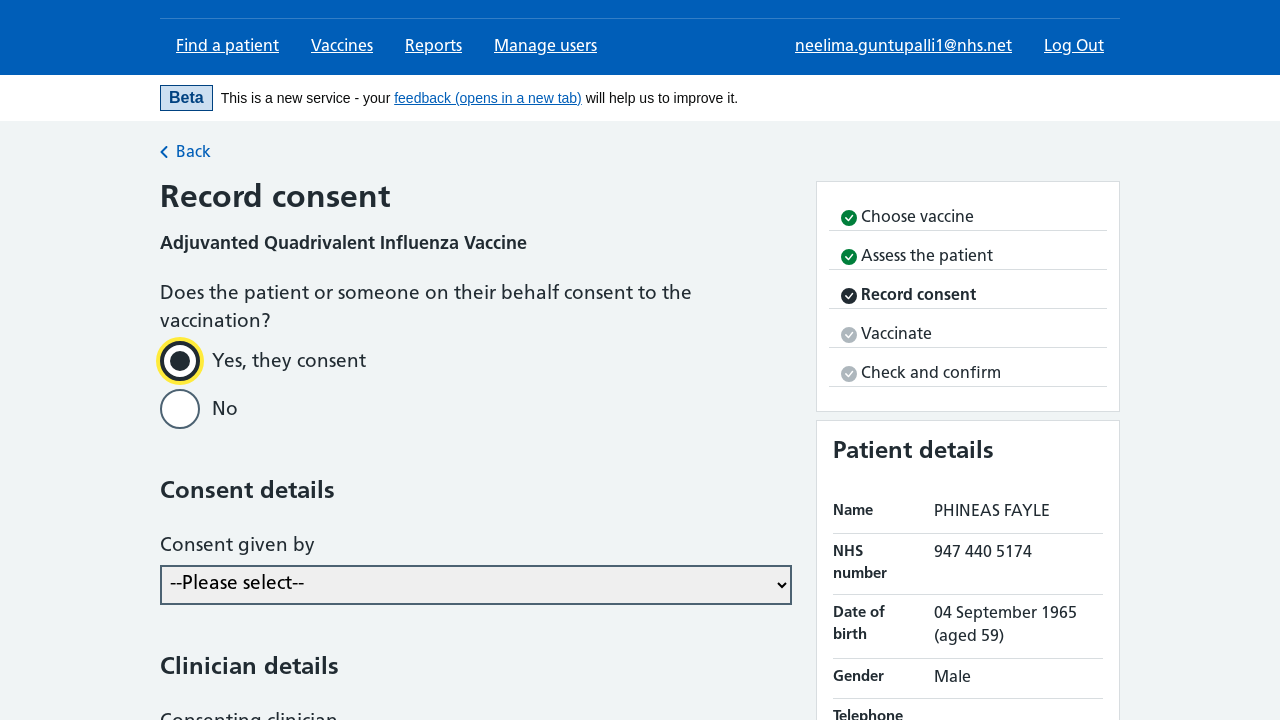 Find a patient Vaccines Reports Manage users neelima.guntupalli1@nhs.net Log Out
Beta This is a new service - your feedback (opens in a new tab) will help us to improve it.
Back
Record consent
Adjuvanted Quadrivalent Influenza Vaccine
Does the patient or someone on their behalf consent to the
vaccination?
Yes, they consent
No
Consent details
Consent given by
--Please select--
Clinician details
Consenting clinician
Choose vaccine
Assess the patient
Record consent
Vaccinate
Check and confirm
Patient details
Name PHINEAS FAYLE
NHS number 947 440 5174
Date of birth 04 September 1965 (aged 59)
Gender Male
Telephone